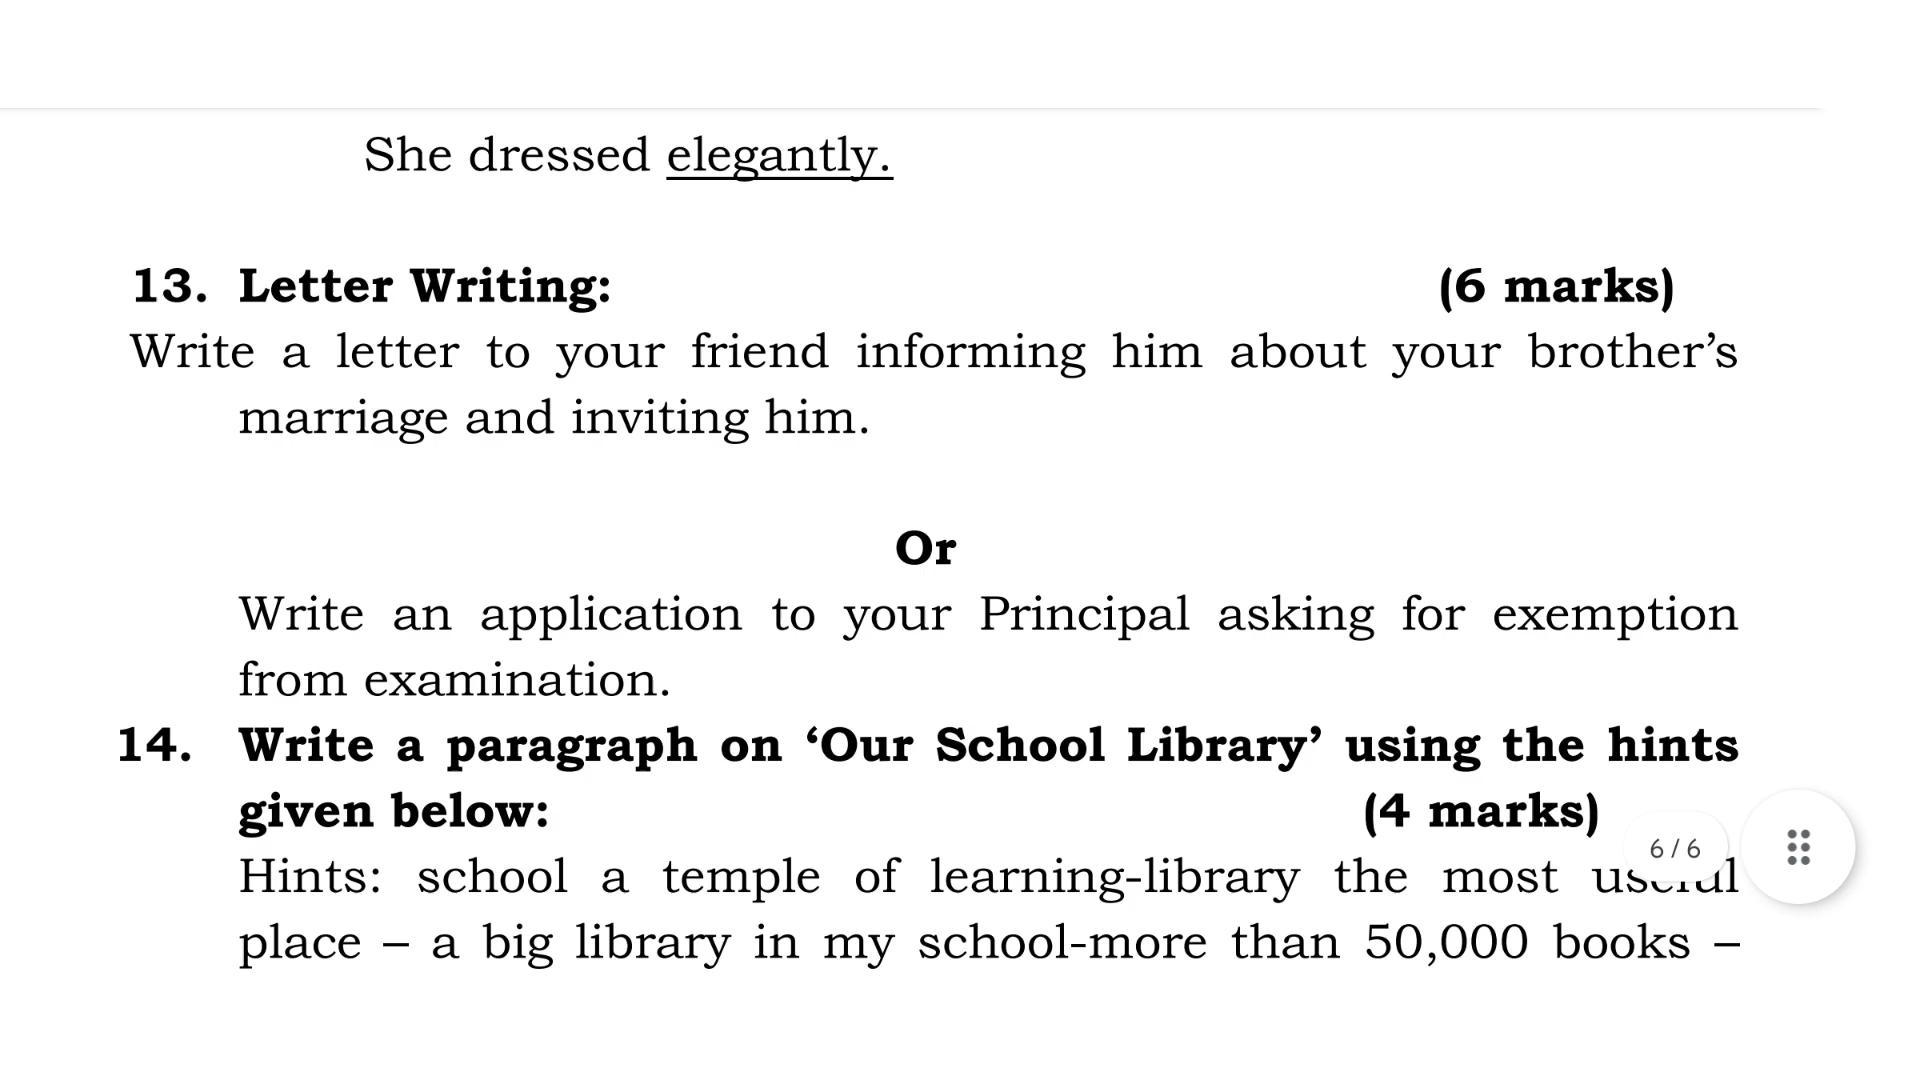 She dressed elegantly.
13. Letter Writing: (6 marks)
Write a letter to your friend informing him about your brother’s
marriage and inviting him.
Or
Write an application to your Principal asking for exemption
from examination.
14. Write a paragraph on ‘Our School Library’ using the hints
given below: (4 marks)
6 / 6
Hints: school a temple of learning-library the most useful
place – a big library in my school-more than 50,000 books –